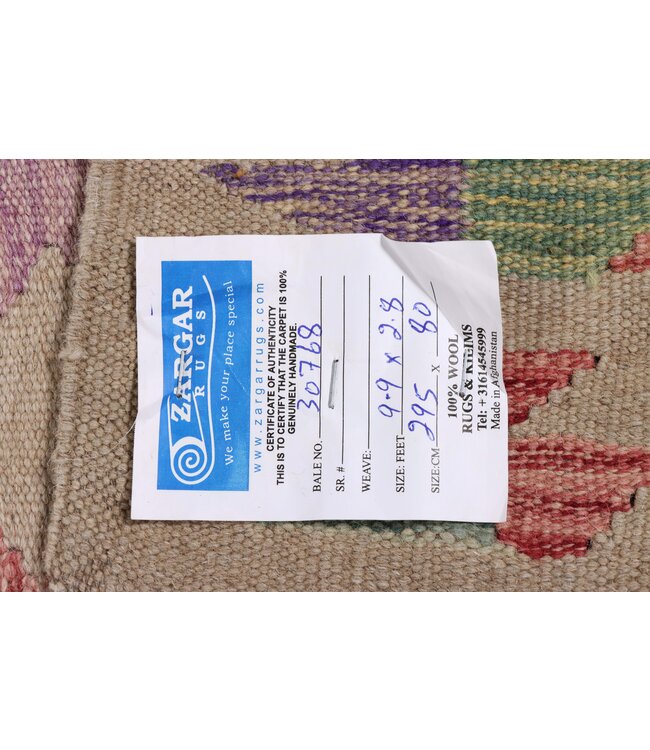 ZARGAR
RUGS
We make your place special
www.zargarrugs.com
CERTIFICATE OF AUTHENTICITY
THIS IS TO CERTIFY THAT THE CARPET IS 100%
GENUINELY HANDMADE.
BALE NO. 30768
SR. #
WEAVE:
SIZE: FEET 9.9 x 2.8
SIZE:CM 295 x 80
100% WOOL
RUGS & KILIMS
Tel: + 31614545999
Made in Afghanistan